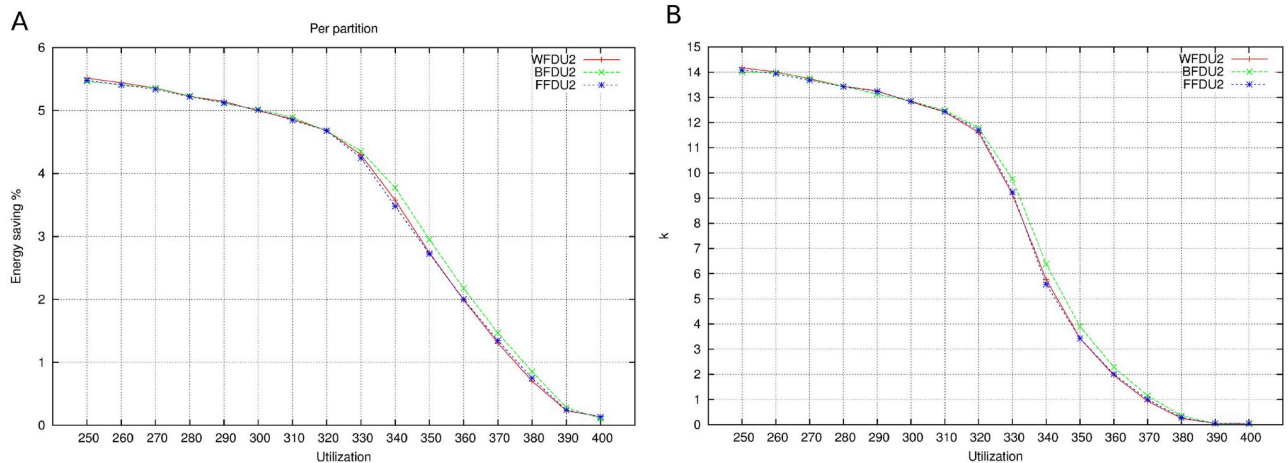 A
Per partition
6
5
4
3
2
1
0
Energy saving %
WFDU2
BFDU2
FFDU2
250 260 270 280 290 300 310 320 330 340 350 360 370 380 390 400
Utilization
B
15
14
13
12
11
10
9
8
7
6
5
4
3
2
1
0
k
WFDU2
BFDU2
FFDU2
250 260 270 280 290 300 310 320 330 340 350 360 370 380 390 400
Utilization